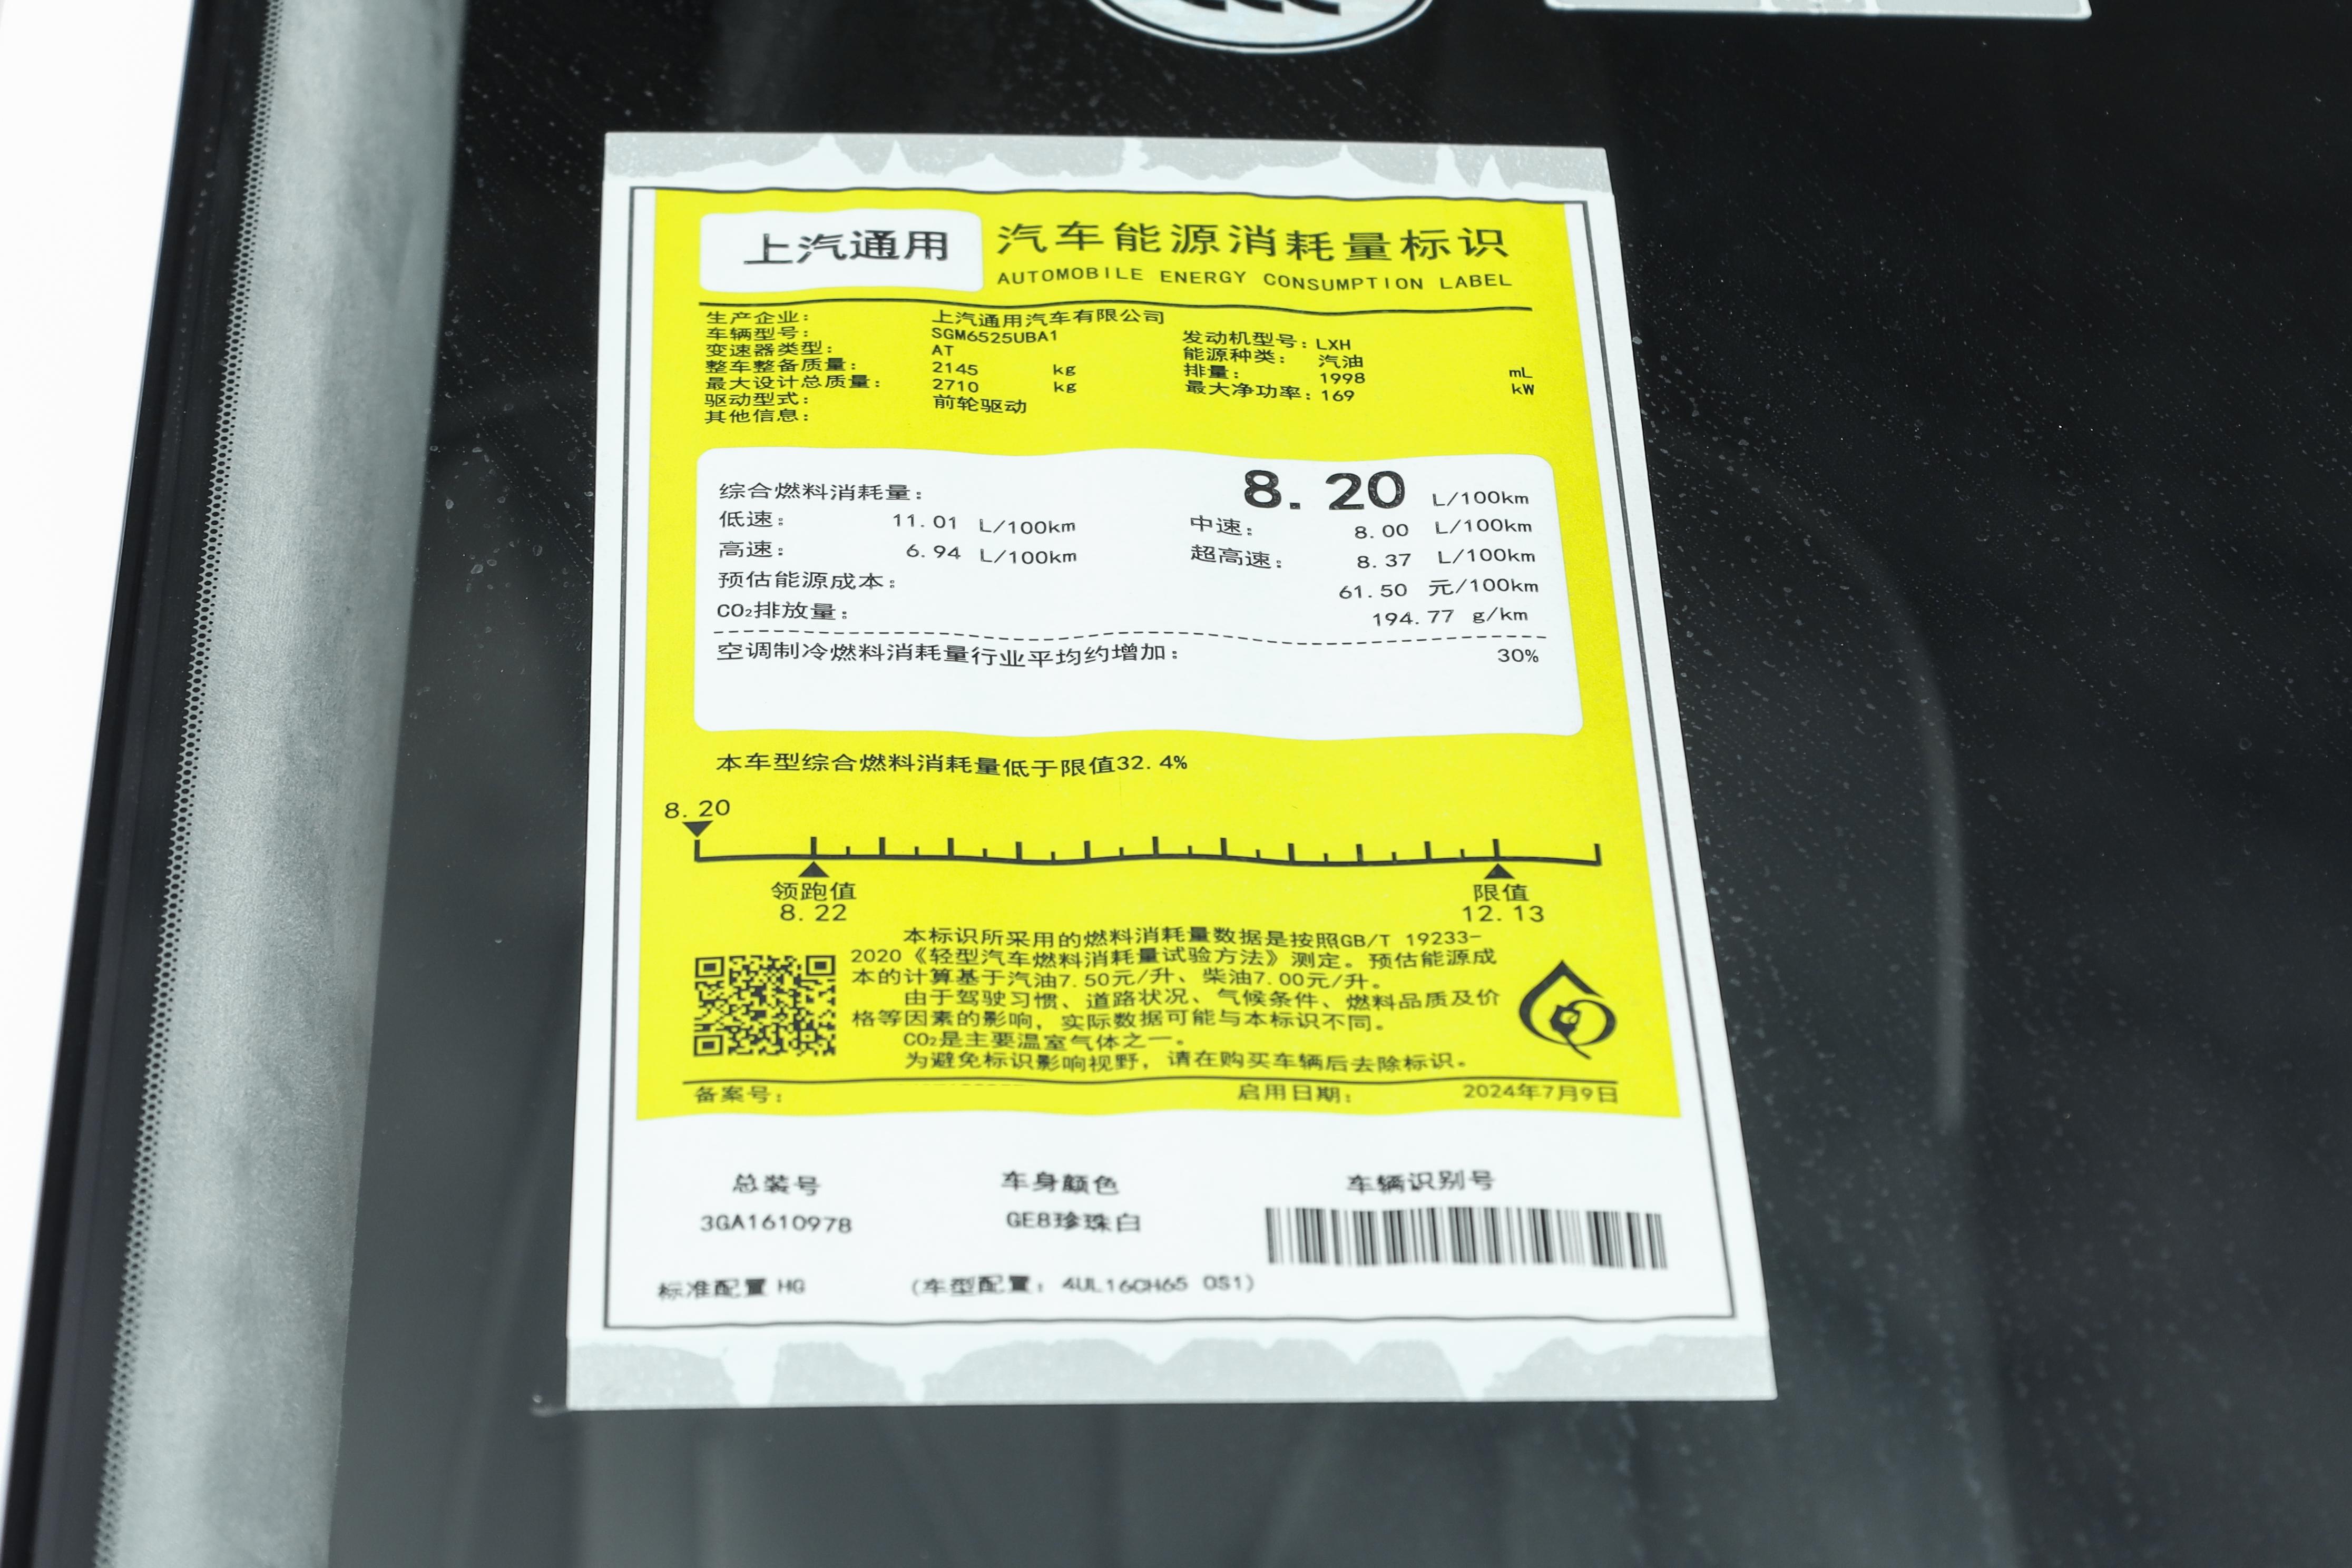 上汽通用
汽车能源消耗量标识
AUTOMOBILE ENERGY CONSUMPTION LABEL
生产企业： 上汽通用汽车有限公司
车辆型号： SGM6525UBA1 发动机型号：LXH
变速器类型： AT 能源种类： 汽油
整车整备质量： 2145 kg 排量： 1998 mL
最大设计总质量： 2710 kg 最大净功率：169 kW
驱动型式： 前轮驱动
其他信息：
综合燃料消耗量： 8.20 L/100km
低速： 11.01 L/100km 中速： 8.00 L/100km
高速： 6.94 L/100km 超高速： 8.37 L/100km
预估能源成本： 61.50 元/100km
CO₂排放量： 194.77 g/km
空调制冷燃料消耗量行业平均约增加： 30%
本车型综合燃料消耗量低于限值32.4%
8.20
领跑值 限值
8.22 12.13
本标识所采用的燃料消耗量数据是按照GB/T 19233-
2020《轻型汽车燃料消耗量试验方法》测定。预估能源成
本的计算基于汽油7.50元/升、柴油7.00元/升。
由于驾驶习惯、道路状况、气候条件、燃料品质及价
格等因素的影响，实际数据可能与本标识不同。
CO₂是主要温室气体之一。
为避免标识影响视野，请在购买车辆后去除标识。
备案号： 启用日期： 2024年7月9日
总装号 车身颜色 车辆识别号
3GA1610978 GE8珍珠白
标准配置 HG (车型配置：4UL16CH65 0S1)